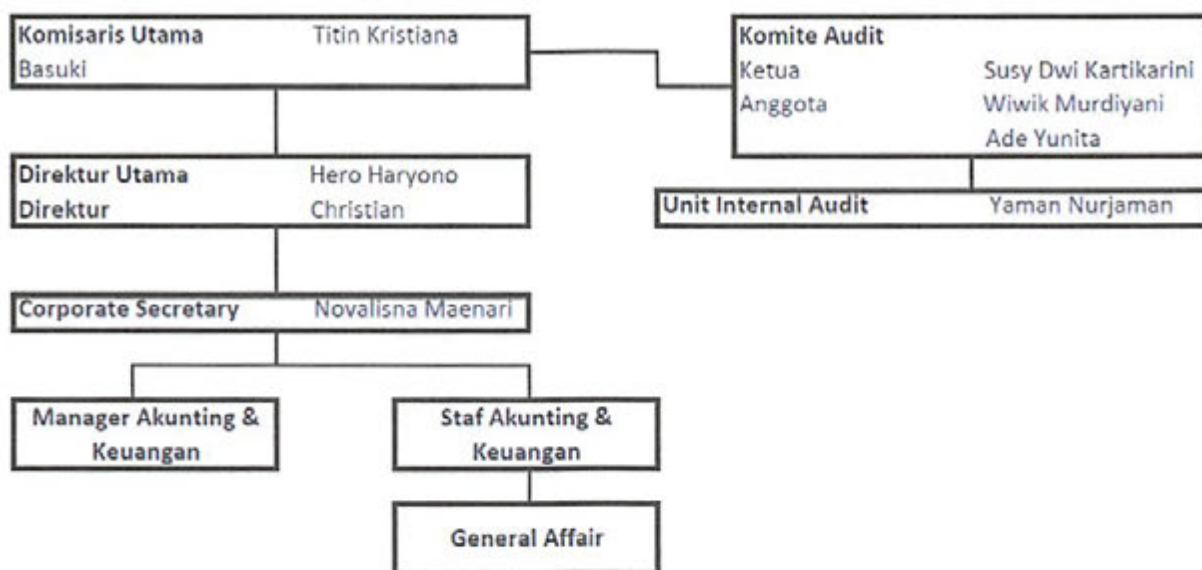 Komisaris Utama Titin Kristiana
Basuki
Komite Audit
Ketua Susy Dwi Kartikarini
Anggota Wiwik Murdiyani
Ade Yunita
Direktur Utama Hero Haryono
Direktur Christian
Unit Internal Audit Yaman Nurjaman
Corporate Secretary Novalisna Maenari
Manager Akunting &
Keuangan
Staf Akunting &
Keuangan
General Affair